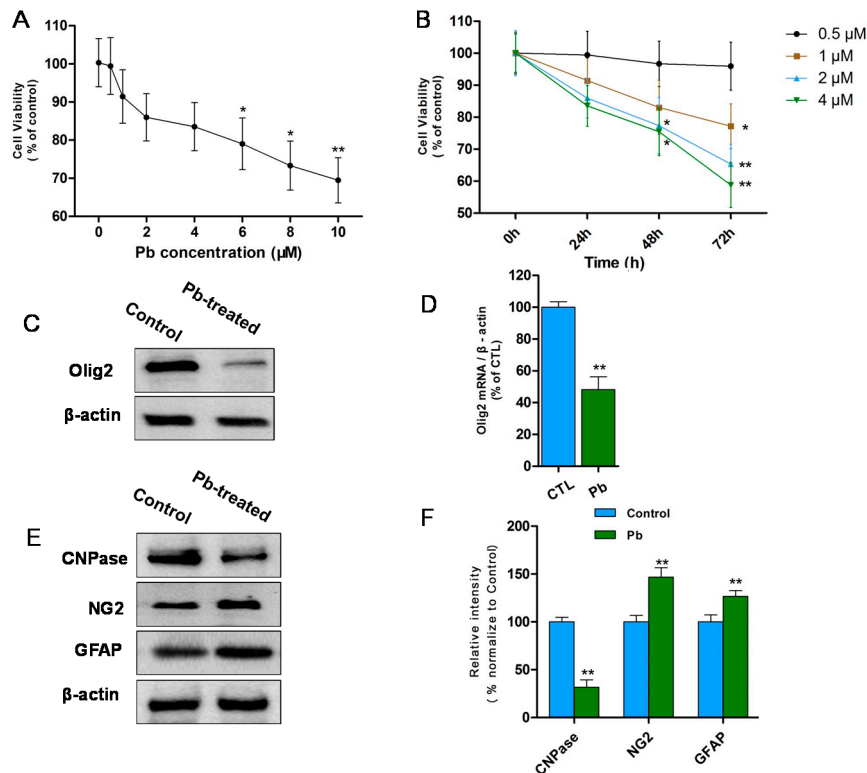 A
Cell Viability
( % of control)
110
100
90
80
70
60
*
*
**
0
2
4
6
8
10
Pb concentration (µM)
B
Cell Viability
( % of control)
110
100
90
80
70
60
50
*
*
*
**
**
0h
24h
48h
72h
Time (h)
0.5 µM
1 µM
2 µM
4 µM
C
Control
Pb-treated
Olig2
β-actin
D
Olig2 mRNA / β - actin
(% of CTL)
120
100
80
60
40
20
0
**
CTL
Pb
E
Control
Pb-treated
CNPase
NG2
GFAP
β-actin
F
Control
Pb
Relative intensity
( % normalize to Control)
200
150
100
50
0
**
**
**
CNPase
NG2
GFAP